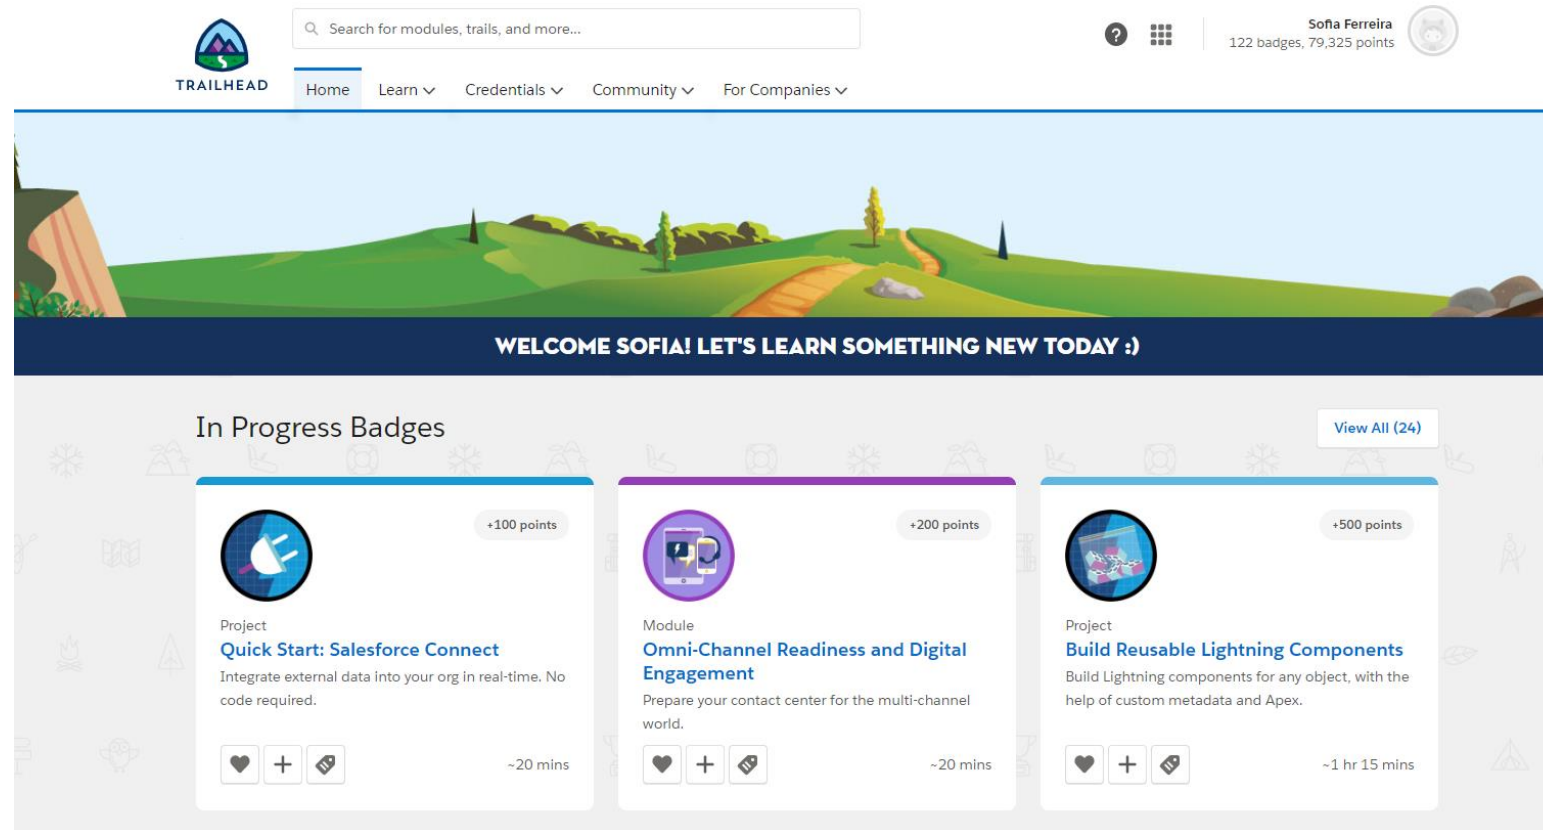 Search for modules, trails, and more...
Sofia Ferreira
122 badges, 79,325 points
TRAILHEAD
Home
Learn
Credentials
Community
For Companies
WELCOME SOFIA! LET'S LEARN SOMETHING NEW TODAY :)
In Progress Badges
View All (24)
+100 points
Project
Quick Start: Salesforce Connect
Integrate external data into your org in real-time. No
code required.
~20 mins
+200 points
Module
Omni-Channel Readiness and Digital
Engagement
Prepare your contact center for the multi-channel
world.
~20 mins
+500 points
Project
Build Reusable Lightning Components
Build Lightning components for any object, with the
help of custom metadata and Apex.
~1 hr 15 mins